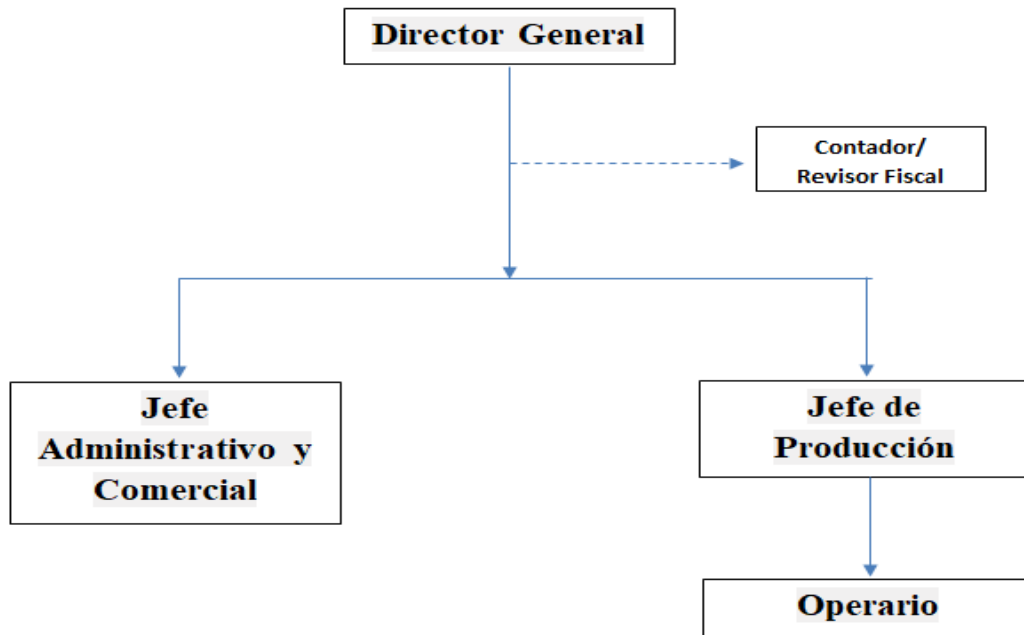 Director General
Contador/
Revisor Fiscal
Jefe
Administrativo y
Comercial
Jefe de
Producción
Operario